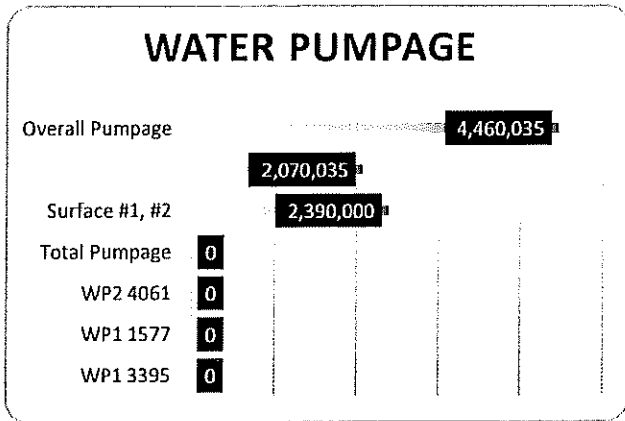 WATER PUMPAGE
Overall Pumpage 4,460,035
2,070,035
Surface #1, #2 2,390,000
Total Pumpage 0
WP2 4061 0
WP1 1577 0
WP1 3395 0